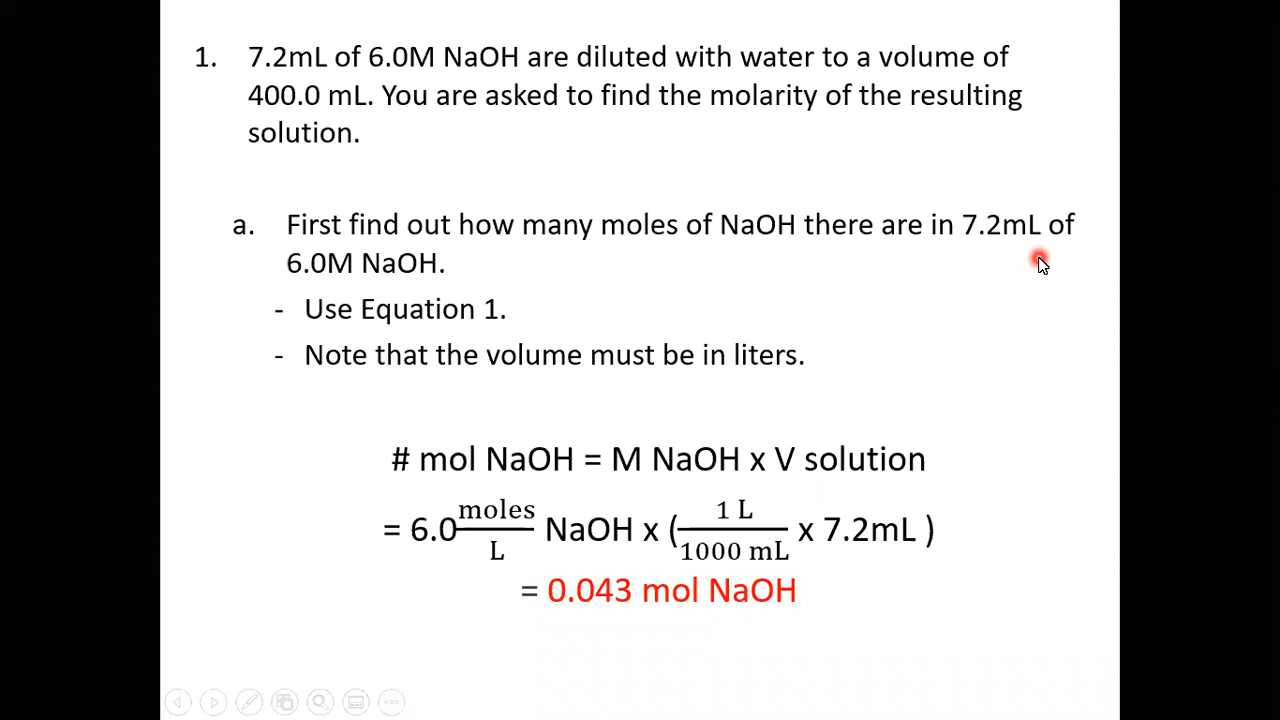 1. 7.2mL of 6.0M NaOH are diluted with water to a volume of
400.0 mL. You are asked to find the molarity of the resulting
solution.
a. First find out how many moles of NaOH there are in 7.2mL of
6.0M NaOH.
- Use Equation 1.
- Note that the volume must be in liters.
# mol NaOH = M NaOH x V solution
= 6.0 moles/L NaOH x ( 1 L/1000 mL x 7.2mL )
= 0.043 mol NaOH